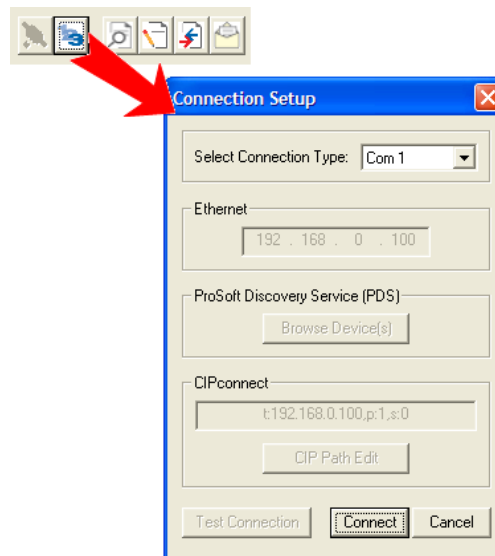 Connection Setup
Select Connection Type: Com 1
Ethernet
192 . 168 . 0 . 100
ProSoft Discovery Service (PDS)
Browse Device(s)
CIPconnect
t:192.168.0.100,p:1,s:0
CIP Path Edit
Test Connection Connect Cancel